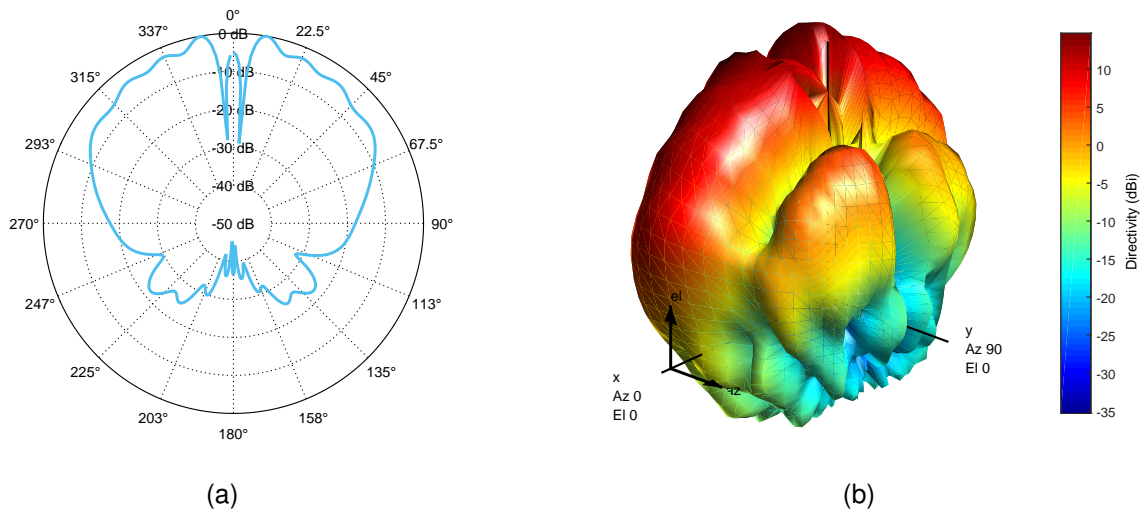 0°
22.5°
45°
67.5°
90°
113°
135°
158°
180°
203°
225°
247°
270°
293°
315°
337°
0 dB
-10 dB
-20 dB
-30 dB
-40 dB
-50 dB
(a)
el
az
x
Az 0
El 0
y
Az 90
El 0
10
5
0
-5
-10
-15
-20
-25
-30
-35
Directivity (dBi)
(b)